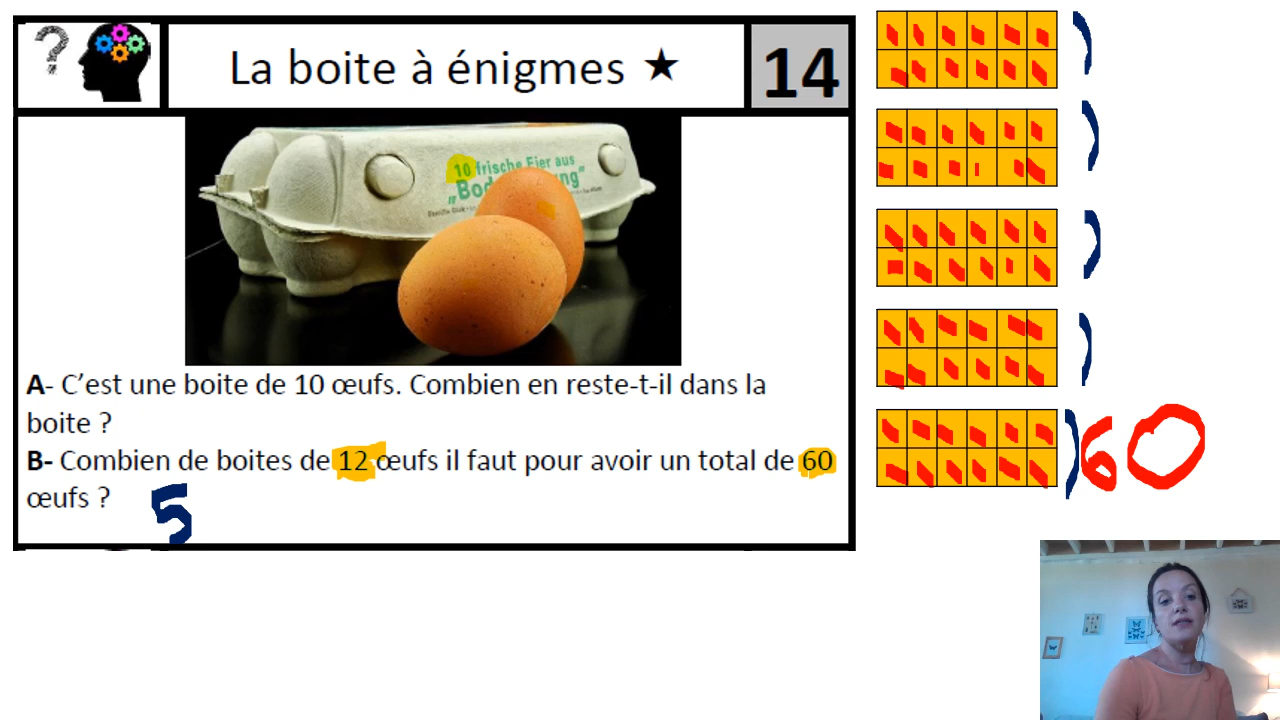 ?
La boite à énigmes ★
14
10 frische Eier aus
A- C’est une boite de 10 œufs. Combien en reste-t-il dans la
boite ?
B- Combien de boites de 12 œufs il faut pour avoir un total de 60
œufs ?
5
60